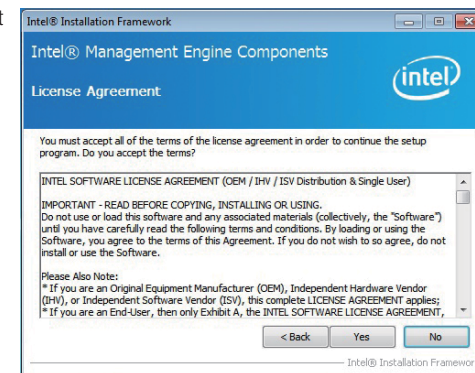 t
Intel® Installation Framework
Intel® Management Engine Components
intel
License Agreement
You must accept all of the terms of the license agreement in order to continue the setup
program. Do you accept the terms?
INTEL SOFTWARE LICENSE AGREEMENT (OEM / IHV / ISV Distribution & Single User)
IMPORTANT - READ BEFORE COPYING, INSTALLING OR USING.
Do not use or load this software and any associated materials (collectively, the "Software")
until you have carefully read the following terms and conditions. By loading or using the
Software, you agree to the terms of this Agreement. If you do not wish to so agree, do not
install or use the Software.
Please Also Note:
* If you are an Original Equipment Manufacturer (OEM), Independent Hardware Vendor
(IHV), or Independent Software Vendor (ISV), this complete LICENSE AGREEMENT applies;
* If you are an End-User, then only Exhibit A, the INTEL SOFTWARE LICENSE AGREEMENT,
< Back Yes No
Intel® Installation Framewor